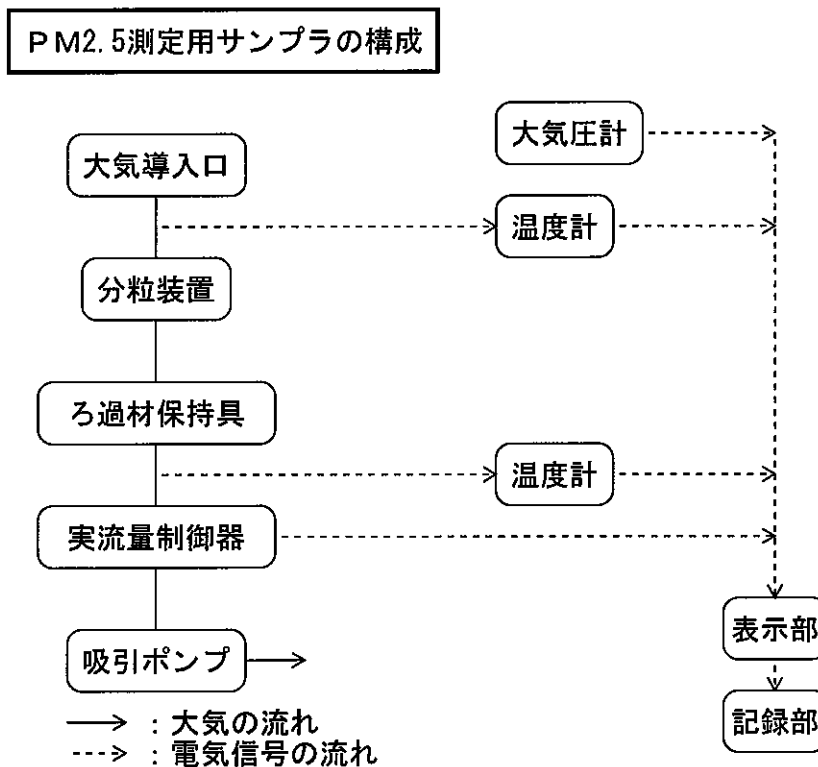 PM2.5測定用サンプラの構成
大気圧計
大気導入口
温度計
分粒装置
ろ過材保持具
温度計
実流量制御器
表示部
吸引ポンプ
記録部
：大気の流れ
：電気信号の流れ